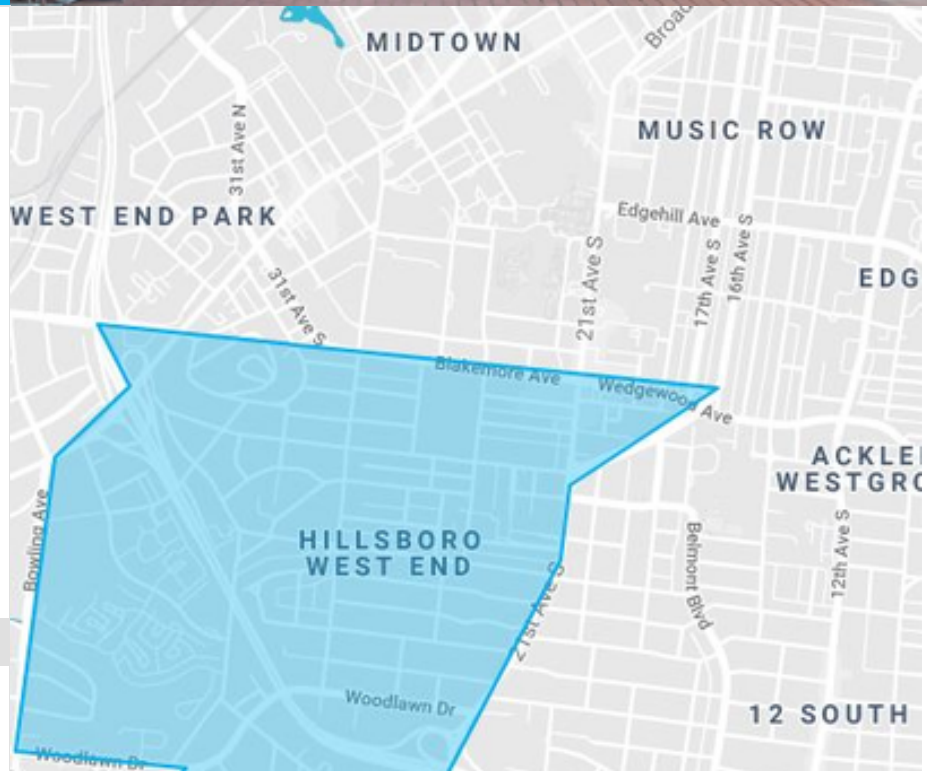 MIDTOWN
Broad
31st Ave N
MUSIC ROW
WEST END PARK
Edgehill Ave
17th Ave S
16th Ave S
21st Ave S
31st Ave S
EDG
Blakemore Ave
Wedgewood Ave
ACKLE
WESTGRO
Bowling Ave
HILLSBORO
WEST END
Belmont Blvd
12th Ave S
21st Ave S
Woodlawn Dr
12 SOUTH
Woodlawn Dr